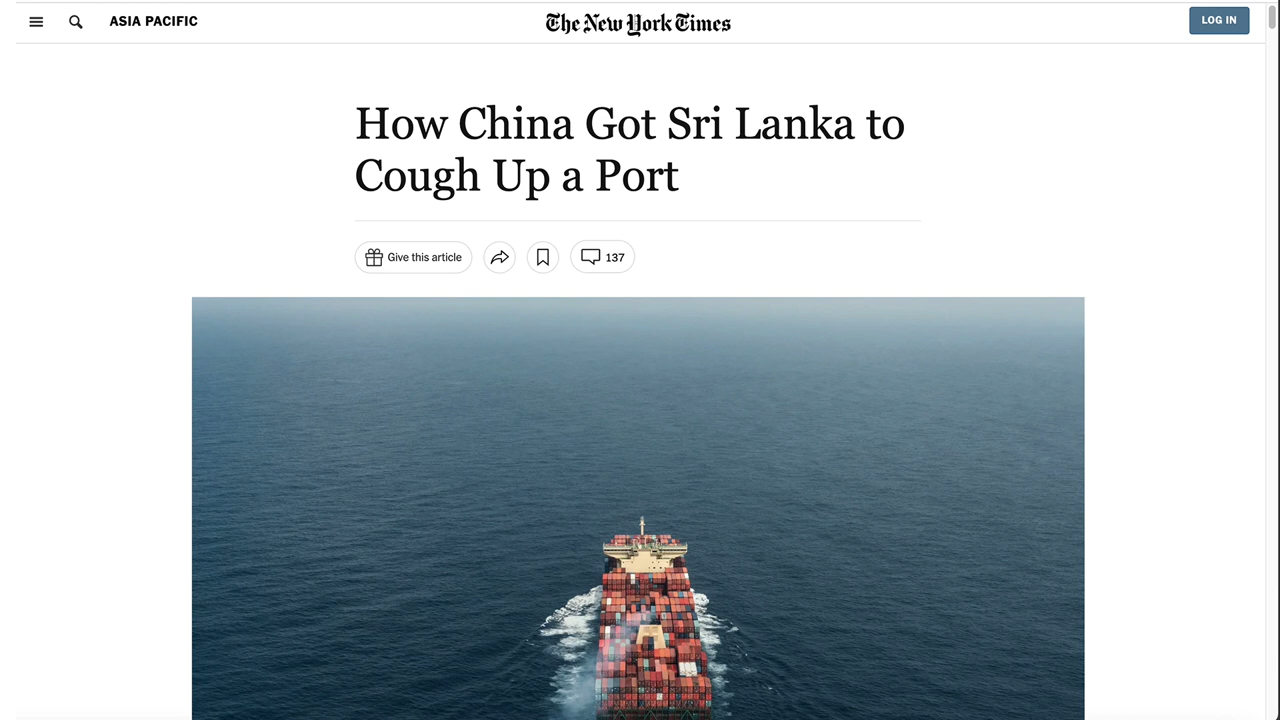 ASIA PACIFIC
The New York Times
LOG IN
How China Got Sri Lanka to
Cough Up a Port
Give this article
137